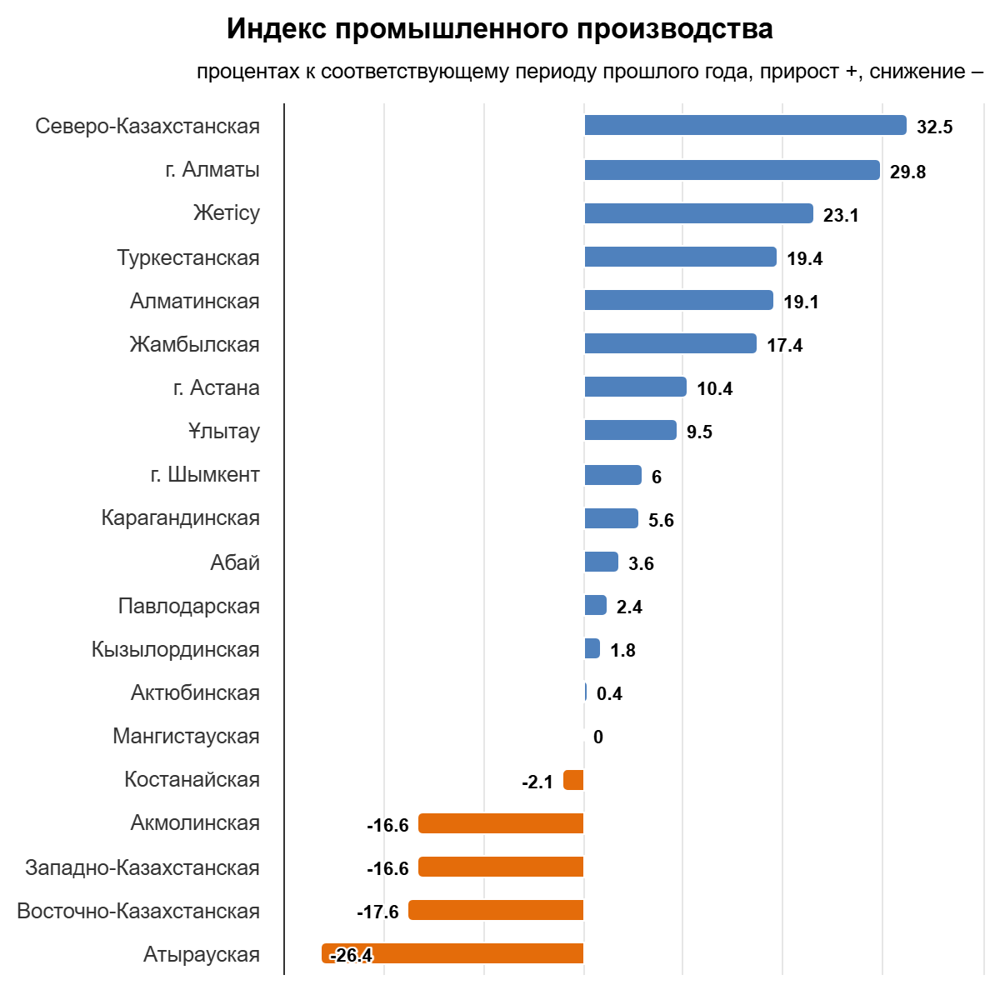 Индекс промышленного производства
процентах к соответствующему периоду прошлого года, прирост +, снижение –
Северо-Казахстанская 32.5
г. Алматы 29.8
Жетісу 23.1
Туркестанская 19.4
Алматинская 19.1
Жамбылская 17.4
г. Астана 10.4
Ұлытау 9.5
г. Шымкент 6
Карагандинская 5.6
Абай 3.6
Павлодарская 2.4
Кызылординская 1.8
Актюбинская 0.4
Мангистауская 0
Костанайская -2.1
Акмолинская -16.6
Западно-Казахстанская -16.6
Восточно-Казахстанская -17.6
Атырауская -26.4